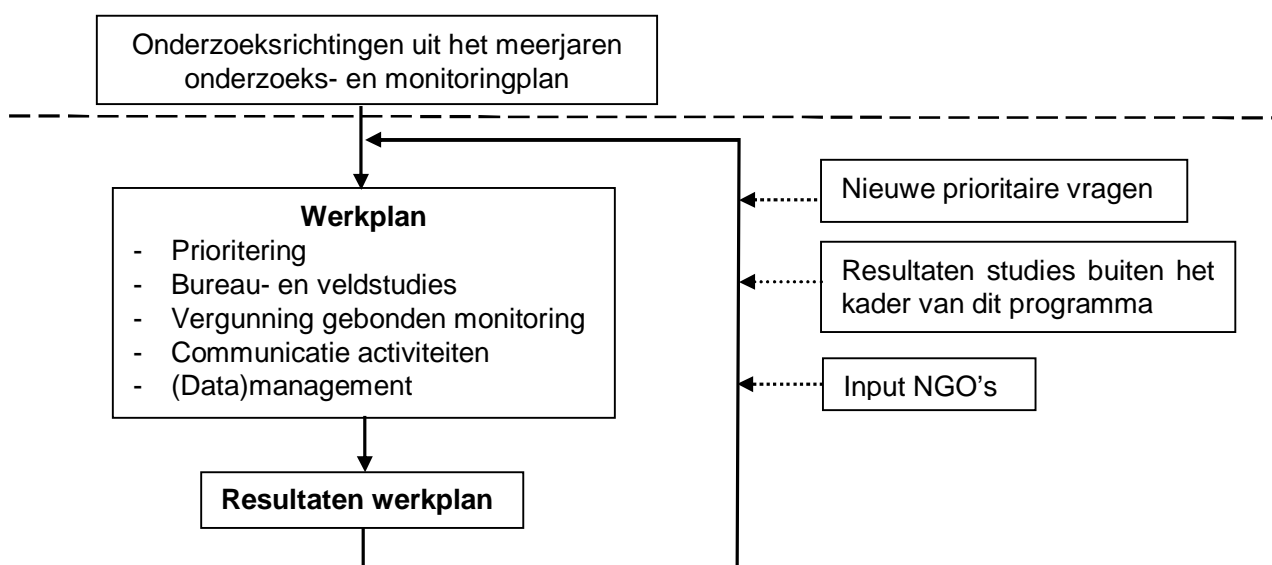 Onderzoeksrichtingen uit het meerjaren
onderzoeks- en monitoringplan
Werkplan
- Prioritering
- Bureau- en veldstudies
- Vergunning gebonden monitoring
- Communicatie activiteiten
- (Data)management
Resultaten werkplan
Nieuwe prioritaire vragen
Resultaten studies buiten het
kader van dit programma
Input NGO’s